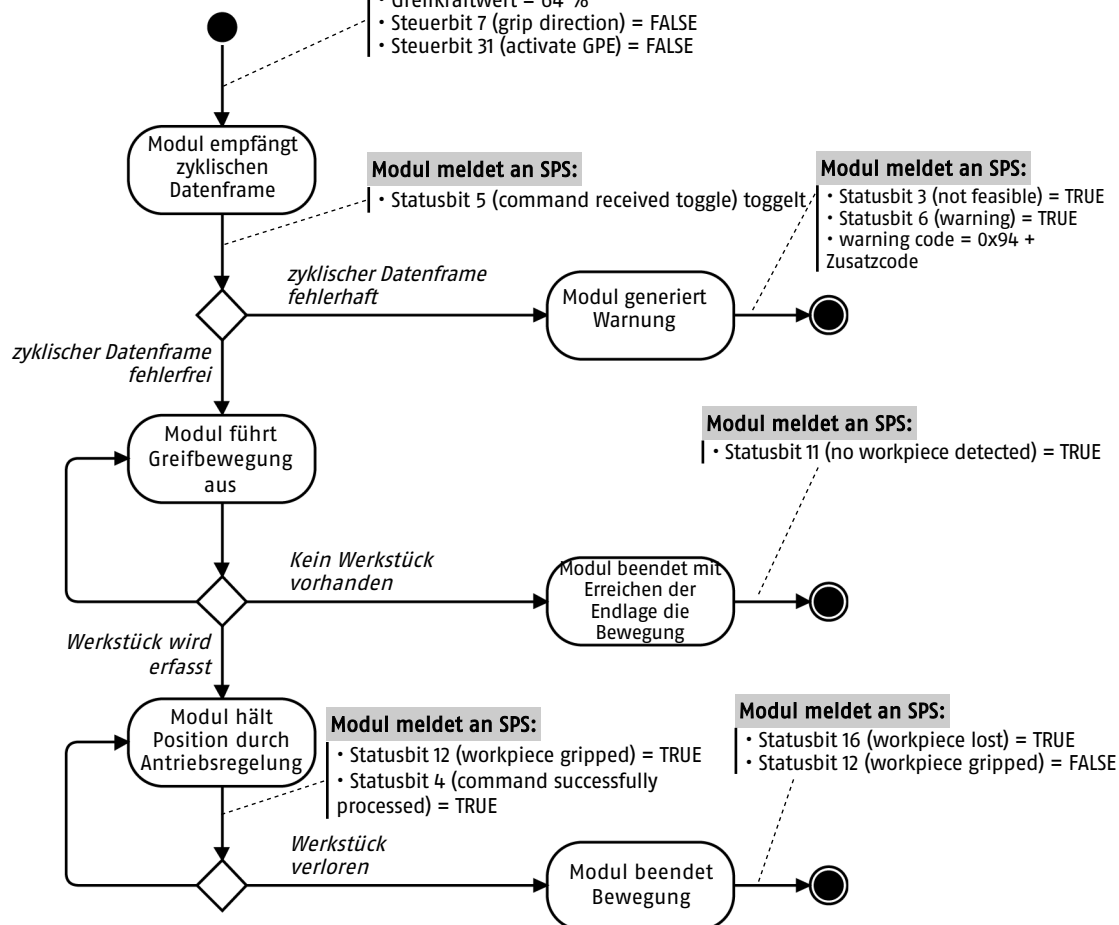 • Greifkraftwert = 64 %
• Steuerbit 7 (grip direction) = FALSE
• Steuerbit 31 (activate GPE) = FALSE
Modul empfängt
zyklischen
Datenframe
Modul meldet an SPS:
• Statusbit 5 (command received toggle) toggelt
Modul meldet an SPS:
• Statusbit 3 (not feasible) = TRUE
• Statusbit 6 (warning) = TRUE
• warning code = 0x94 +
Zusatzcode
zyklischer Datenframe
fehlerhaft
Modul generiert
Warnung
zyklischer Datenframe
fehlerfrei
Modul führt
Greifbewegung
aus
Modul meldet an SPS:
• Statusbit 11 (no workpiece detected) = TRUE
Kein Werkstück
vorhanden
Modul beendet mit
Erreichen der
Endlage die
Bewegung
Werkstück wird
erfasst
Modul hält
Position durch
Antriebsregelung
Modul meldet an SPS:
• Statusbit 12 (workpiece gripped) = TRUE
• Statusbit 4 (command successfully
processed) = TRUE
Modul meldet an SPS:
• Statusbit 16 (workpiece lost) = TRUE
• Statusbit 12 (workpiece gripped) = FALSE
Werkstück
verloren
Modul beendet
Bewegung